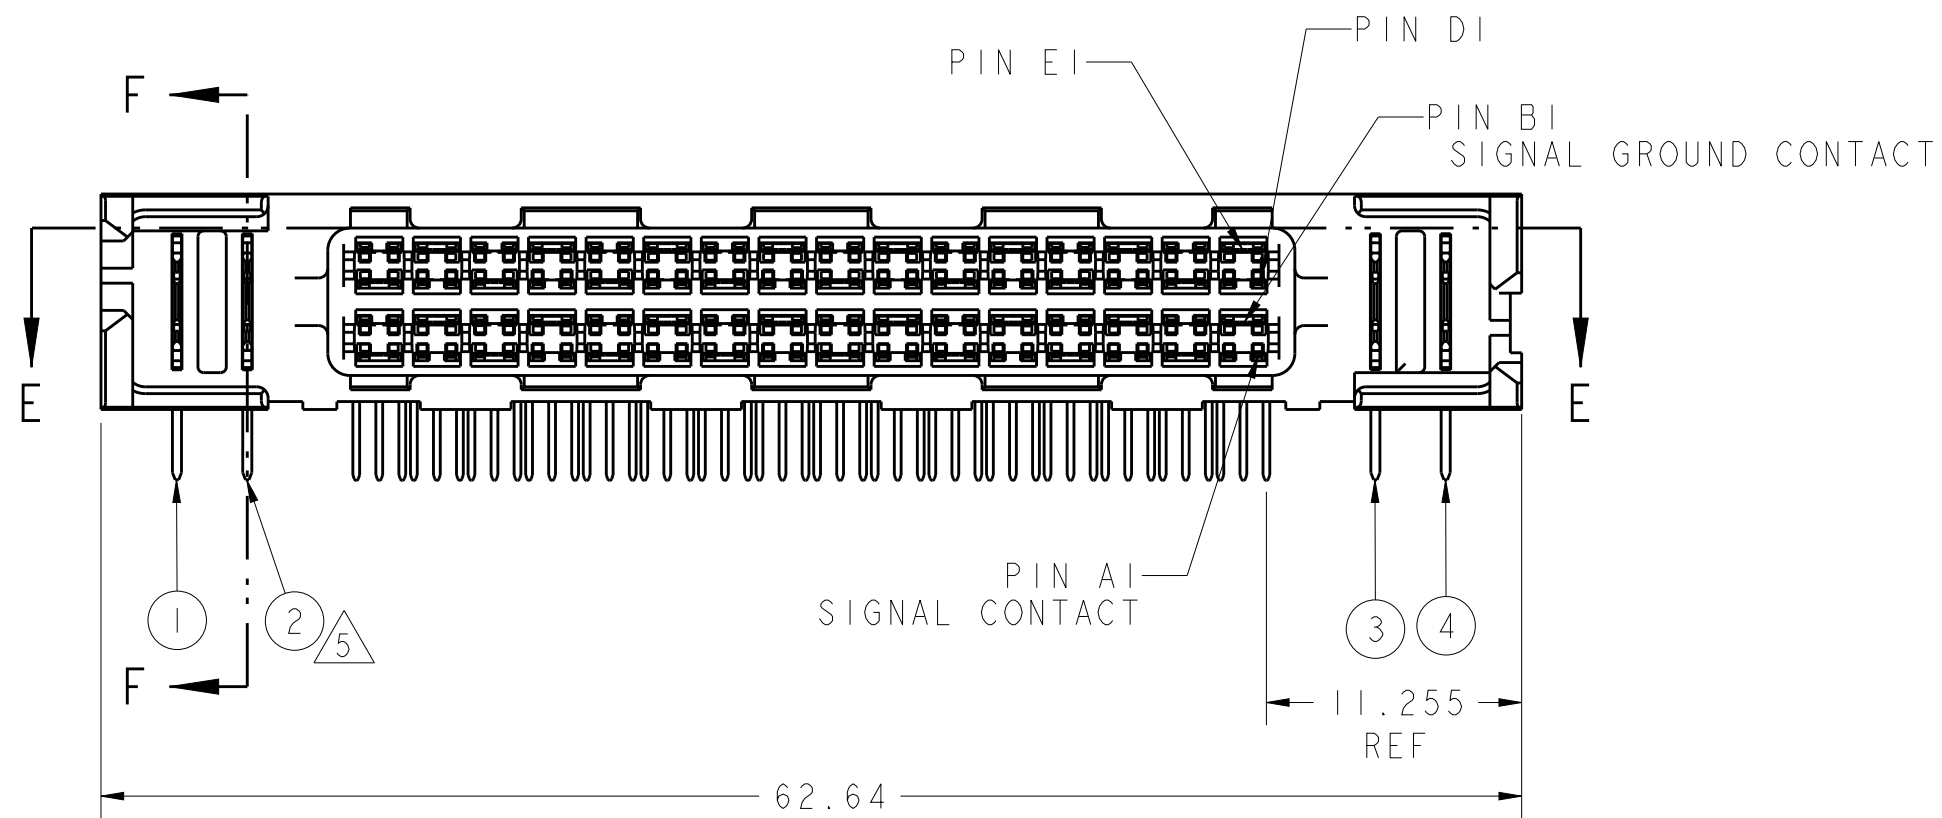 PIN D1
PIN E1
F
PIN B1
SIGNAL GROUND CONTACT
E
E
PIN A1
SIGNAL CONTACT
1
2
5
3
4
F
11.255
REF
62.64